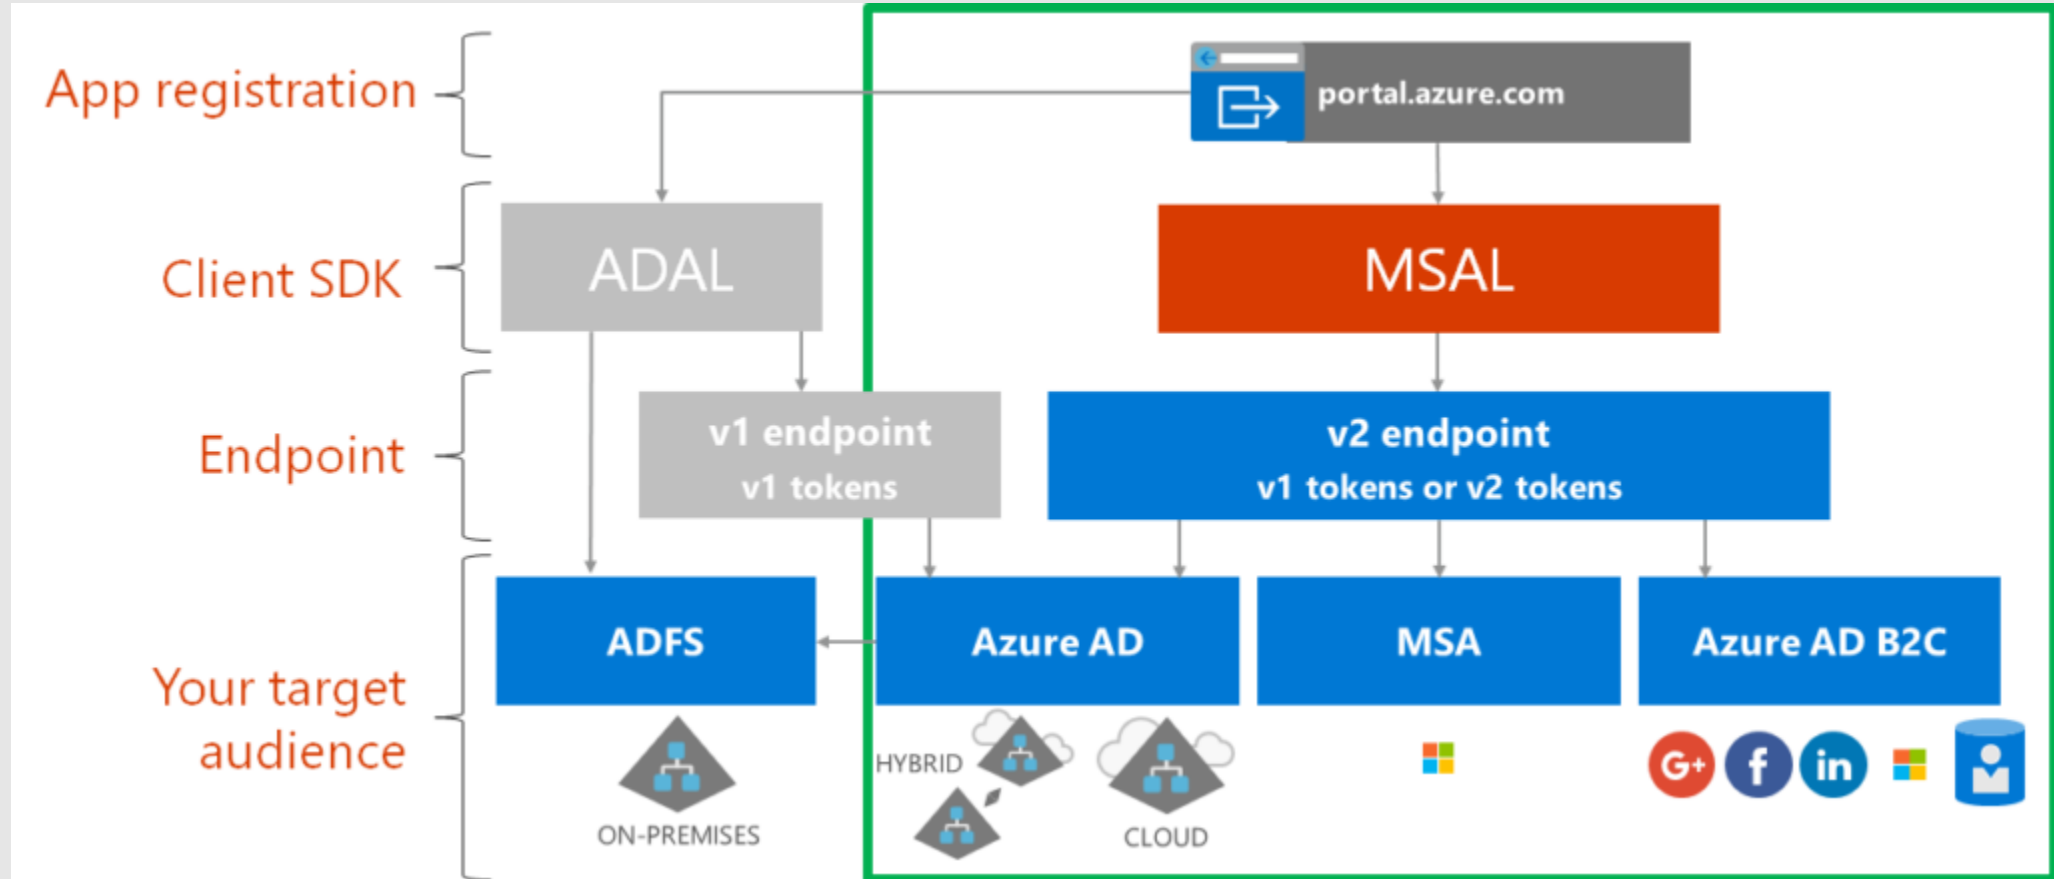 App registration
portal.azure.com
Client SDK
ADAL
MSAL
Endpoint
v1 endpoint
v1 tokens
v2 endpoint
v1 tokens or v2 tokens
Your target
audience
ADFS
Azure AD
MSA
Azure AD B2C
ON-PREMISES
HYBRID
CLOUD
G+
f
in